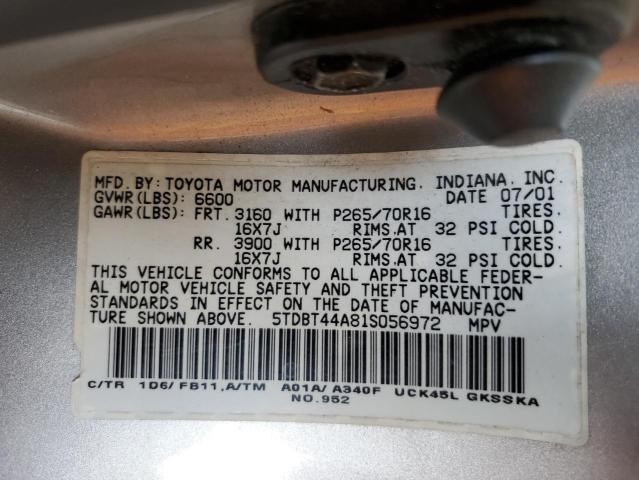 MFD. BY: TOYOTA MOTOR MANUFACTURING, INDIANA, INC.
GVWR(LBS): 6600 DATE 07/01
GAWR(LBS): FRT. 3160 WITH P265/70R16 TIRES.
16X7J RIMS.AT 32 PSI COLD.
RR. 3900 WITH P265/70R16 TIRES.
16X7J RIMS.AT 32 PSI COLD.
THIS VEHICLE CONFORMS TO ALL APPLICABLE FEDER-
AL MOTOR VEHICLE SAFETY AND THEFT PREVENTION
STANDARDS IN EFFECT ON THE DATE OF MANUFAC-
TURE SHOWN ABOVE. 5TDBT44A81S056972 MPV
C/TR 1D6/FB11,A/TM A01A/A340F UCK45L GKSSKA
NO.952